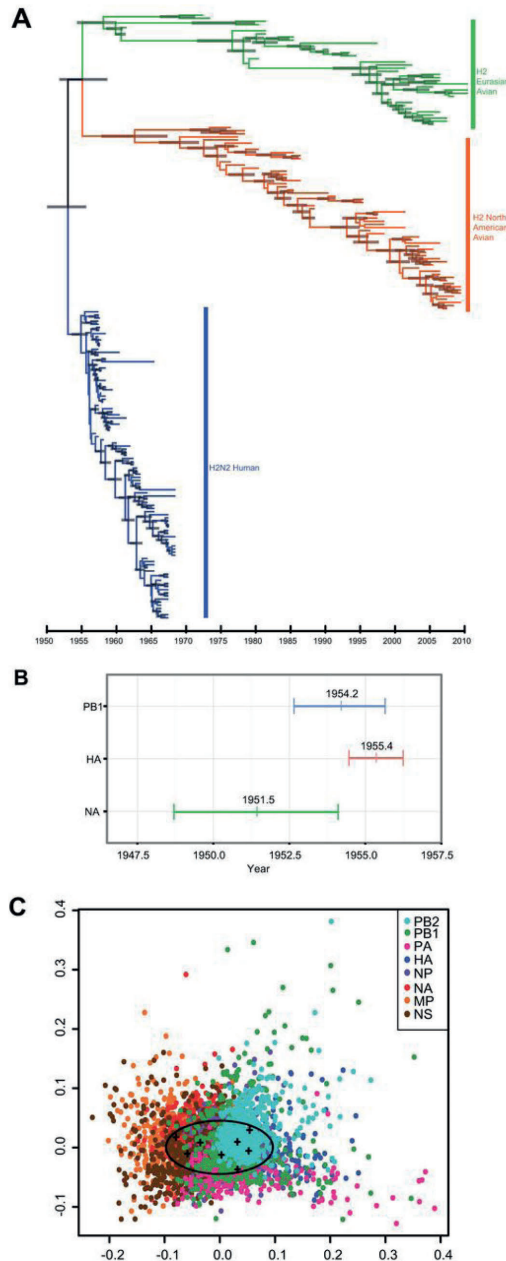 A
H2
Eurasian
Avian
H2 North
American
Avian
H2N2 Human
1950 1955 1960 1965 1970 1975 1980 1985 1990 1995 2000 2005 2010
B
PB1
1954.2
HA
1955.4
NA
1951.5
1947.5 1950.0 1952.5 1955.0 1957.5
Year
C
0.4
0.3
0.2
0.1
0.0
-0.1
PB2
PB1
PA
HA
NP
NA
MP
NS
-0.2 -0.1 0.0 0.1 0.2 0.3 0.4